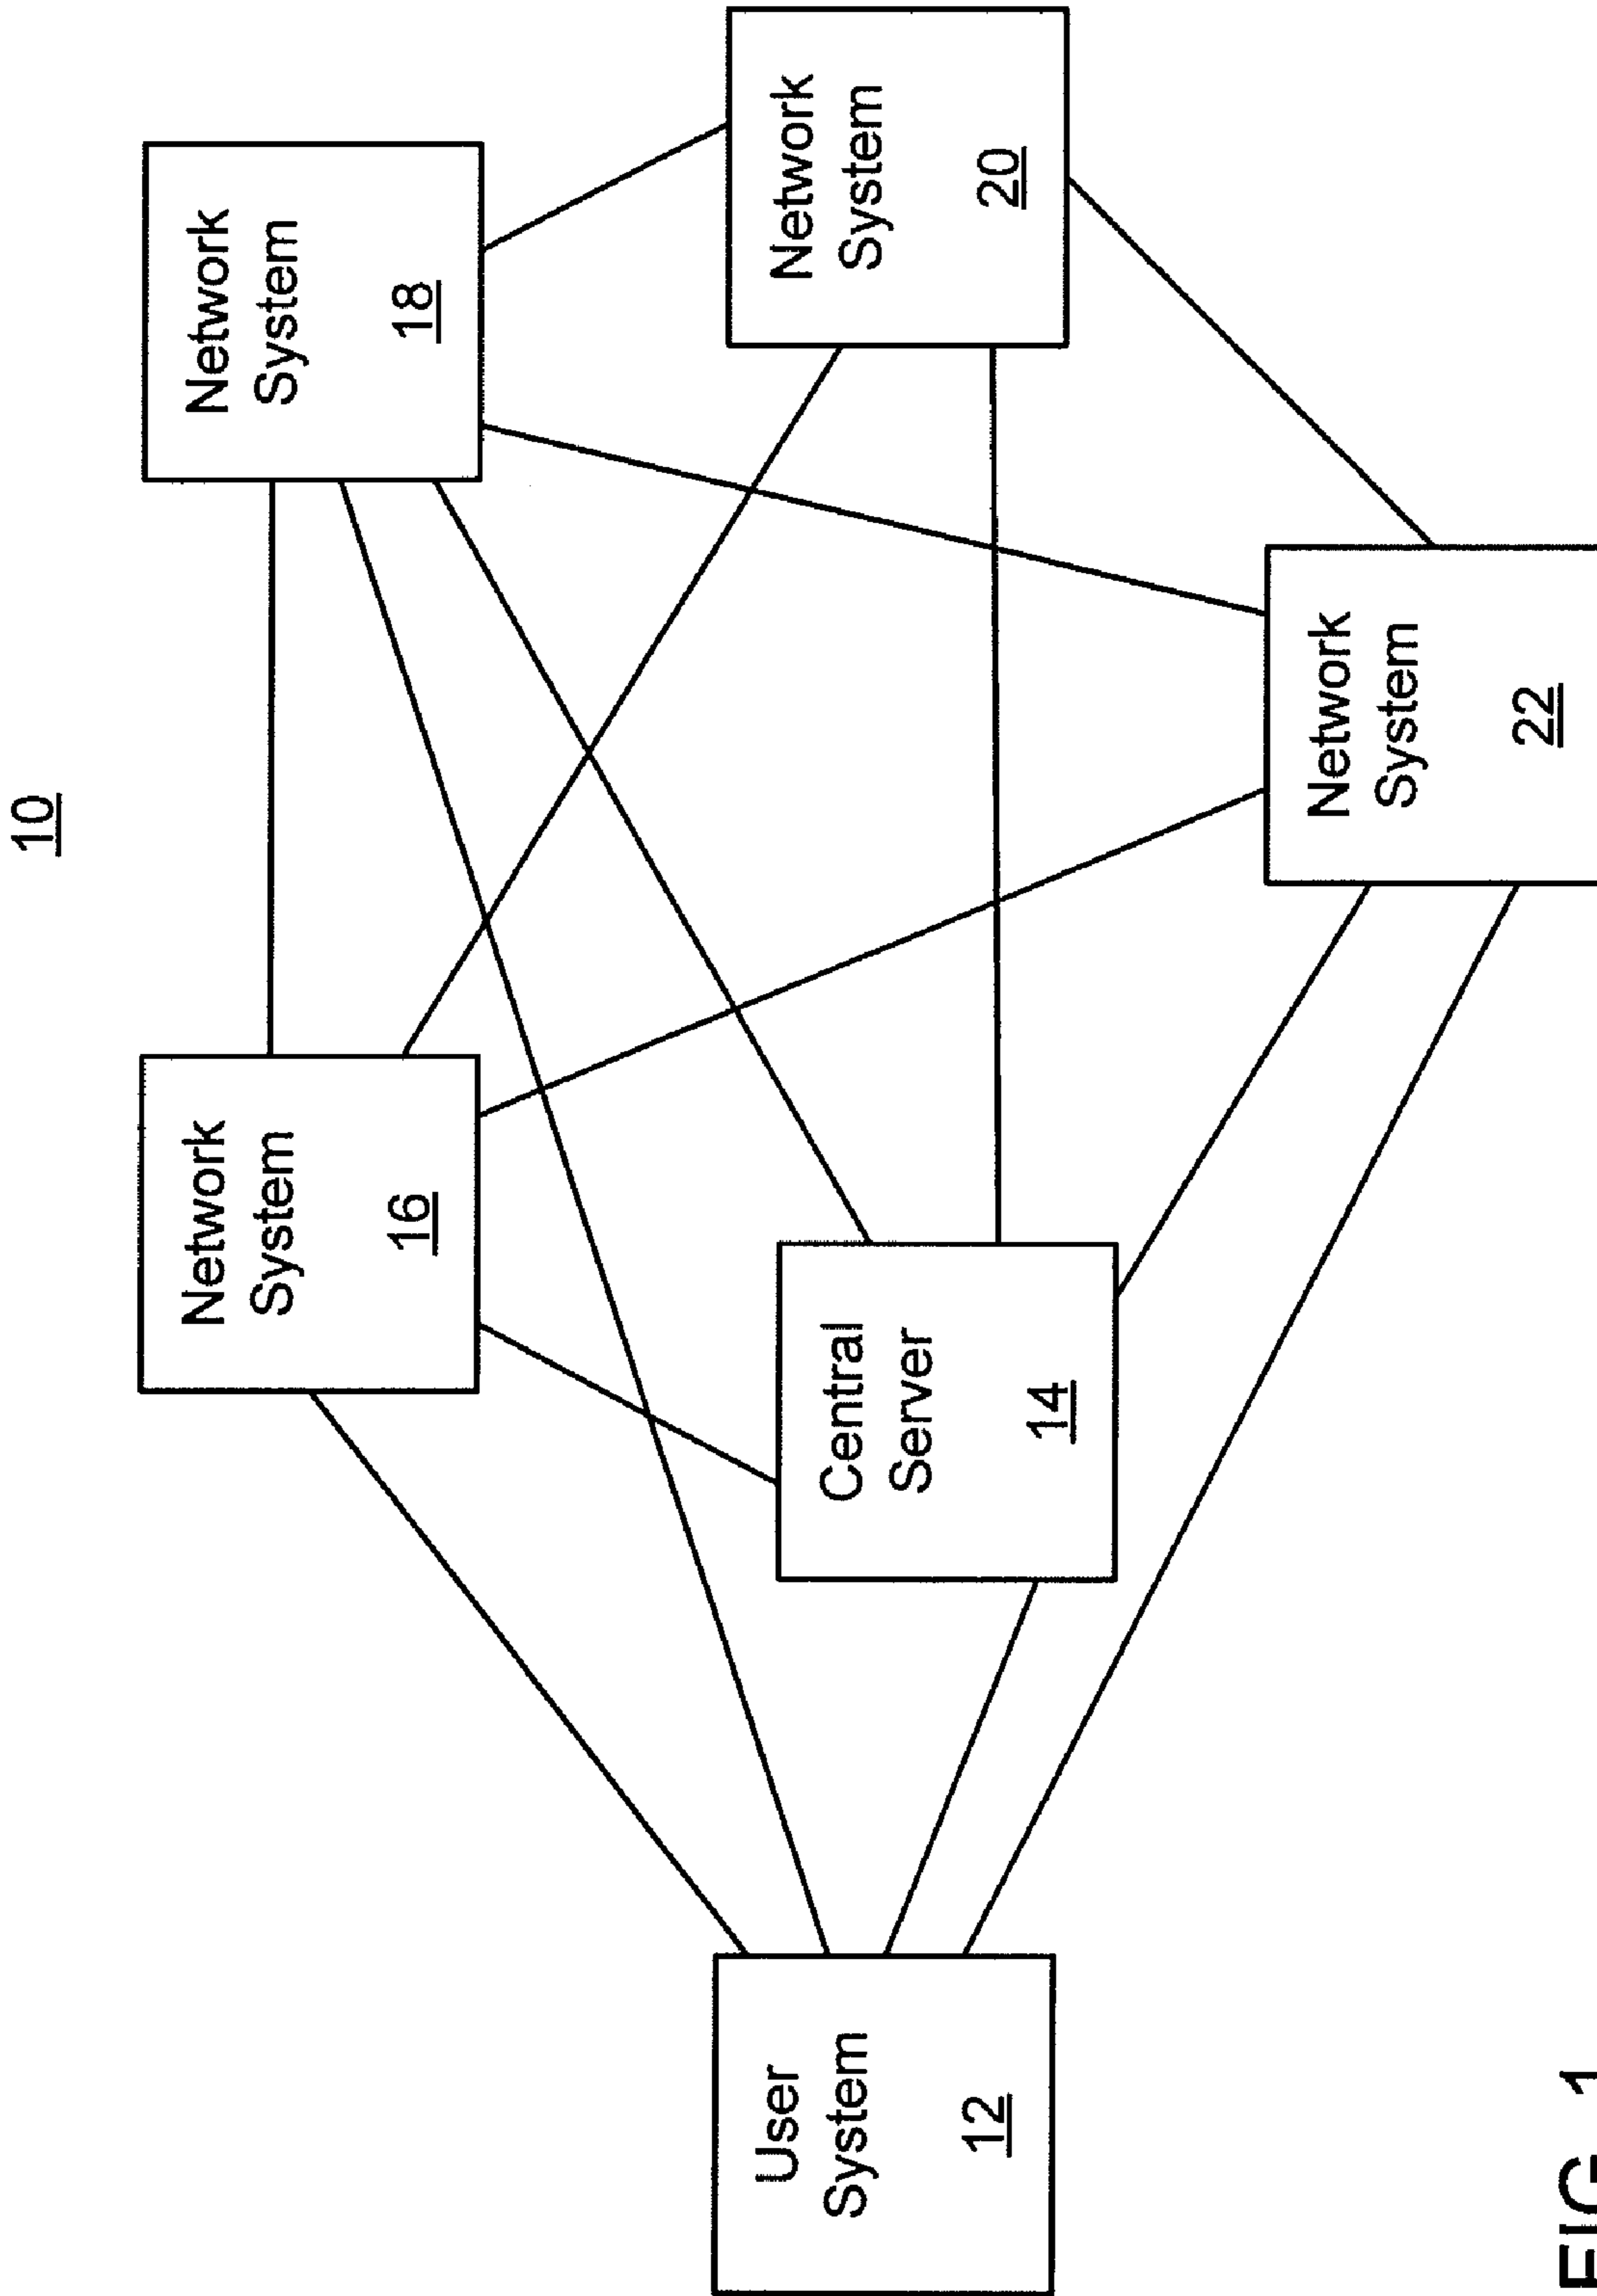 10
Network
System
16
Network
System
18
User
System
12
Central
Server
14
Network
System
20
Network
System
22
FIG. 1